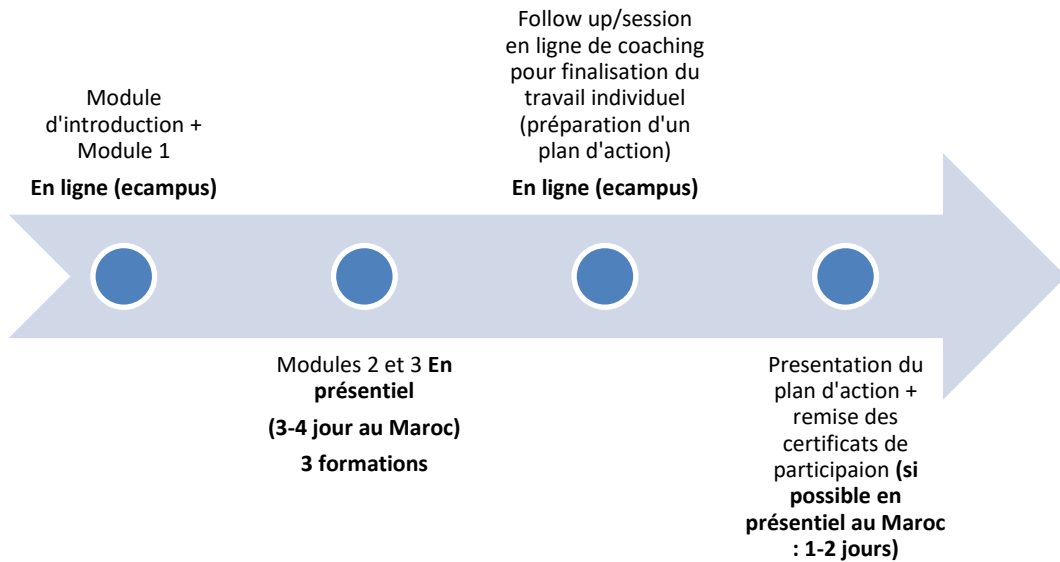 Module
d'introduction +
Module 1
En ligne (ecampus)
Modules 2 et 3 En
présentiel
(3-4 jour au Maroc)
3 formations
Follow up/session
en ligne de coaching
pour finalisation du
travail individuel
(préparation d'un
plan d'action)
En ligne (ecampus)
Presentation du
plan d'action +
remise des
certificats de
participaion (si
possible en
présentiel au Maroc
: 1-2 jours)